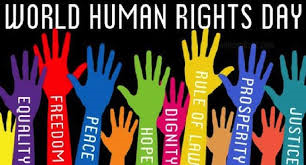 WORLD HUMAN RIGHTS DAY
EQUALITY
FREEDOM
PEACE
HOPE
DIGNITY
RULE OF LAW
PROSPERITY
JUSTICE